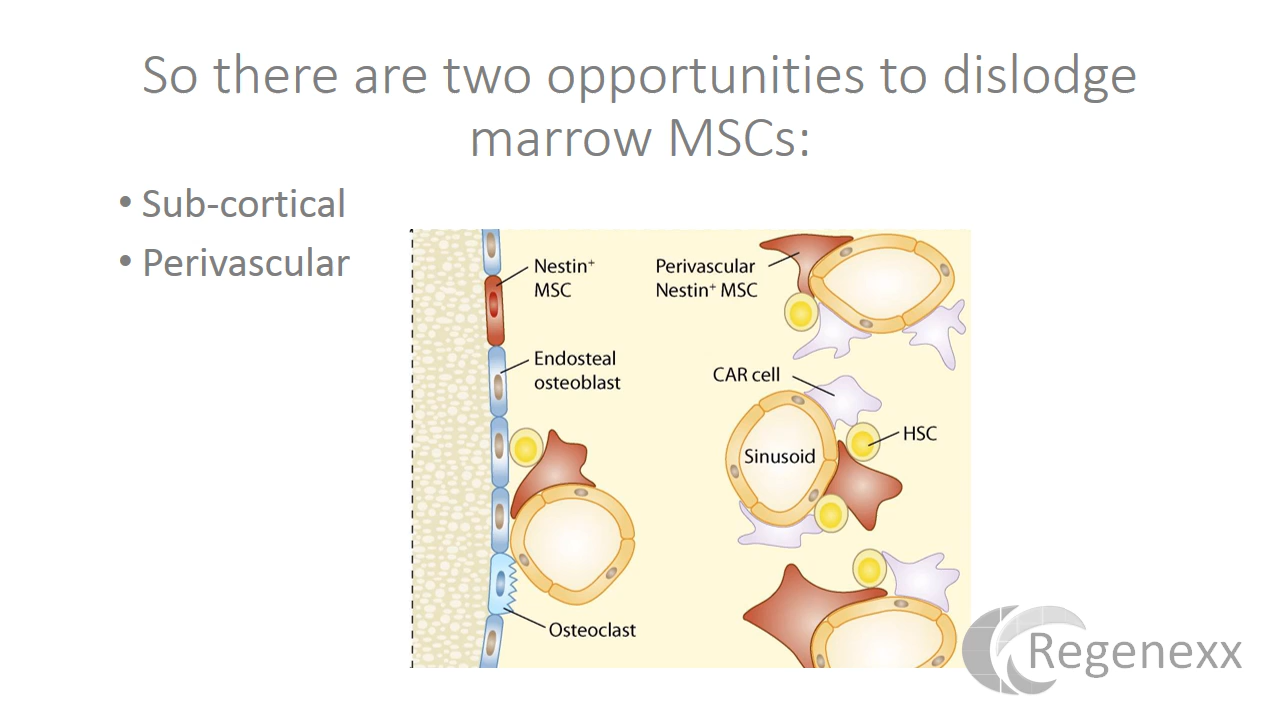 So there are two opportunities to dislodge
marrow MSCs:
• Sub-cortical
• Perivascular
Nestin⁺
MSC
Perivascular
Nestin⁺ MSC
Endosteal
osteoblast
CAR cell
HSC
Sinusoid
Osteoclast
Regenexx